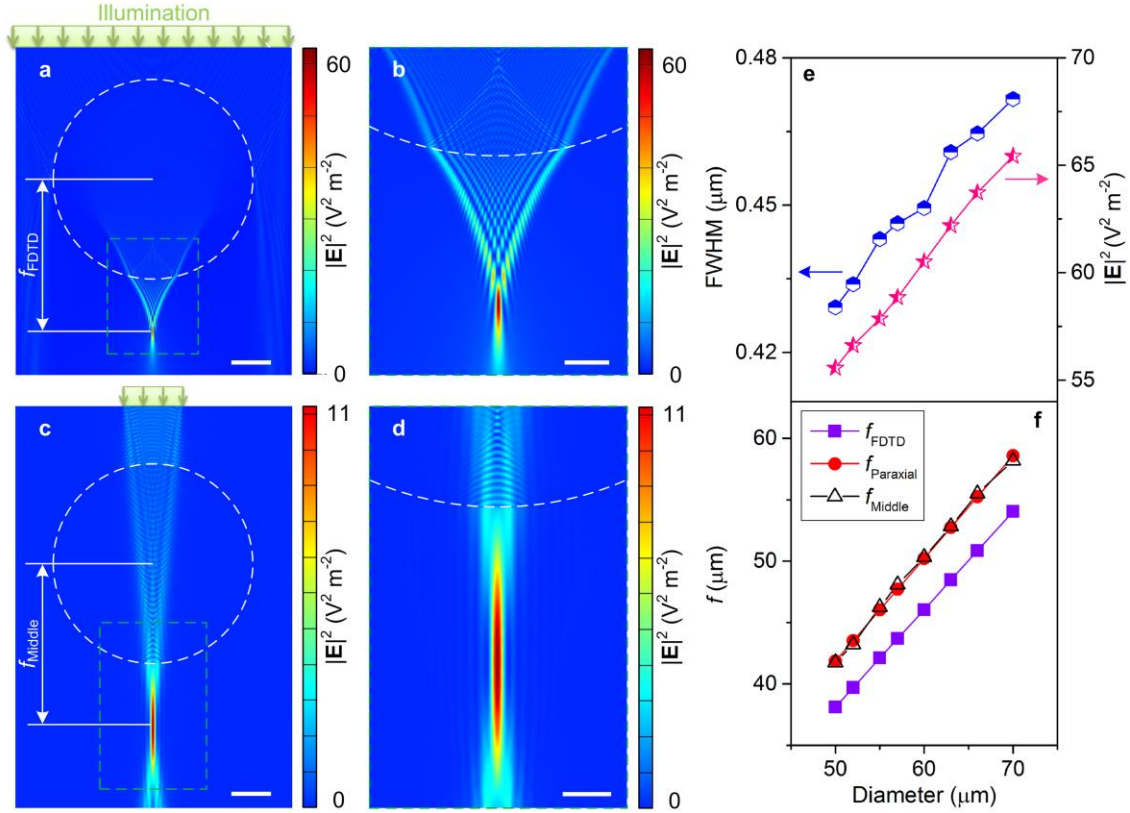 Illumination
a
f_FDTD
60
0
|E|² (V² m⁻²)
b
60
0
|E|² (V² m⁻²)
c
f_Middle
11
0
|E|² (V² m⁻²)
d
11
0
|E|² (V² m⁻²)
e
0.48
0.45
0.42
FWHM (μm)
70
65
60
55
|E|² (V² m⁻²)
f
f_FDTD
f_Paraxial
f_Middle
60
50
40
f (μm)
50 60 70
Diameter (μm)